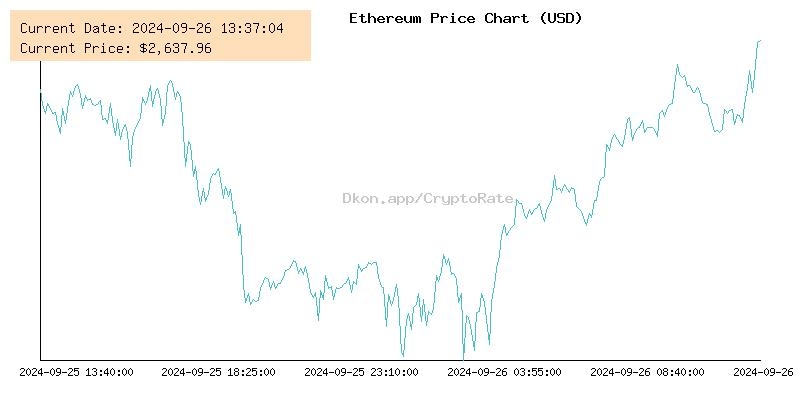 Ethereum Price Chart (USD)
Current Date: 2024-09-26 13:37:04
Current Price: $2,637.96
Dkon.app/CryptoRate
2024-09-25 13:40:00
2024-09-25 18:25:00
2024-09-25 23:10:00
2024-09-26 03:55:00
2024-09-26 08:40:00
2024-09-26